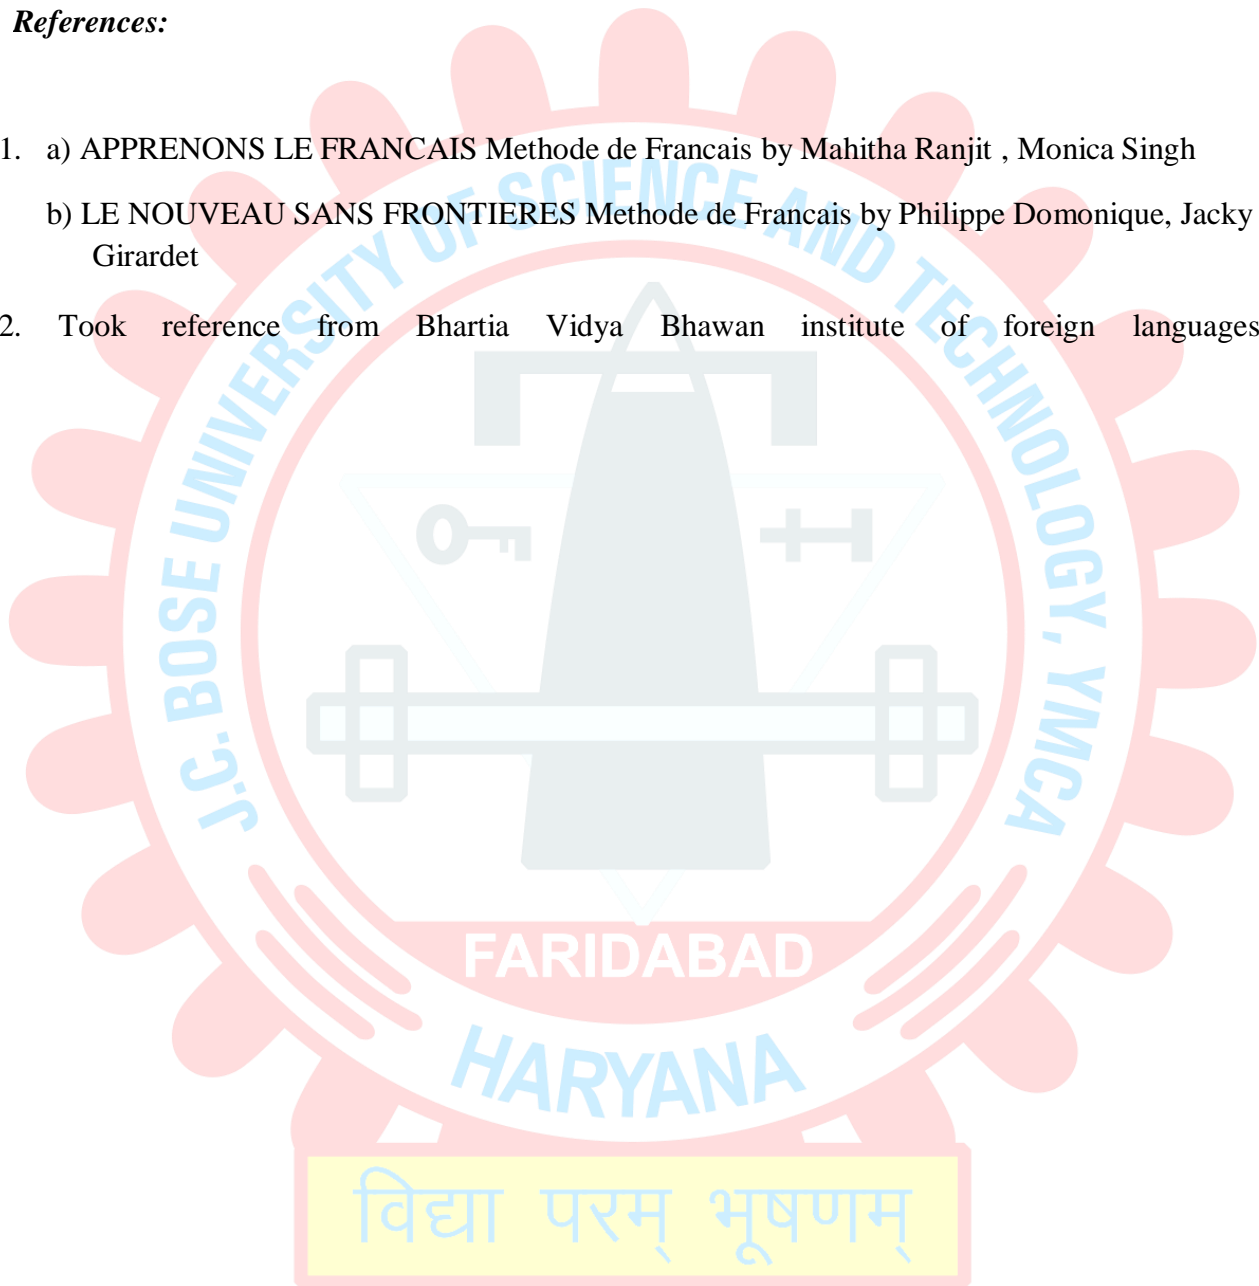 References:
1. a) APPRENONS LE FRANCAIS Methode de Francais by Mahitha Ranjit , Monica Singh
b) LE NOUVEAU SANS FRONTIERES Methode de Francais by Philippe Domonique, Jacky
Girardet
2. Took reference from Bhartia Vidya Bhawan institute of foreign languages
J.C. BOSE UNIVERSITY OF SCIENCE AND TECHNOLOGY, YMCA
FARIDABAD
HARYANA
विद्या परम् भूषणम्